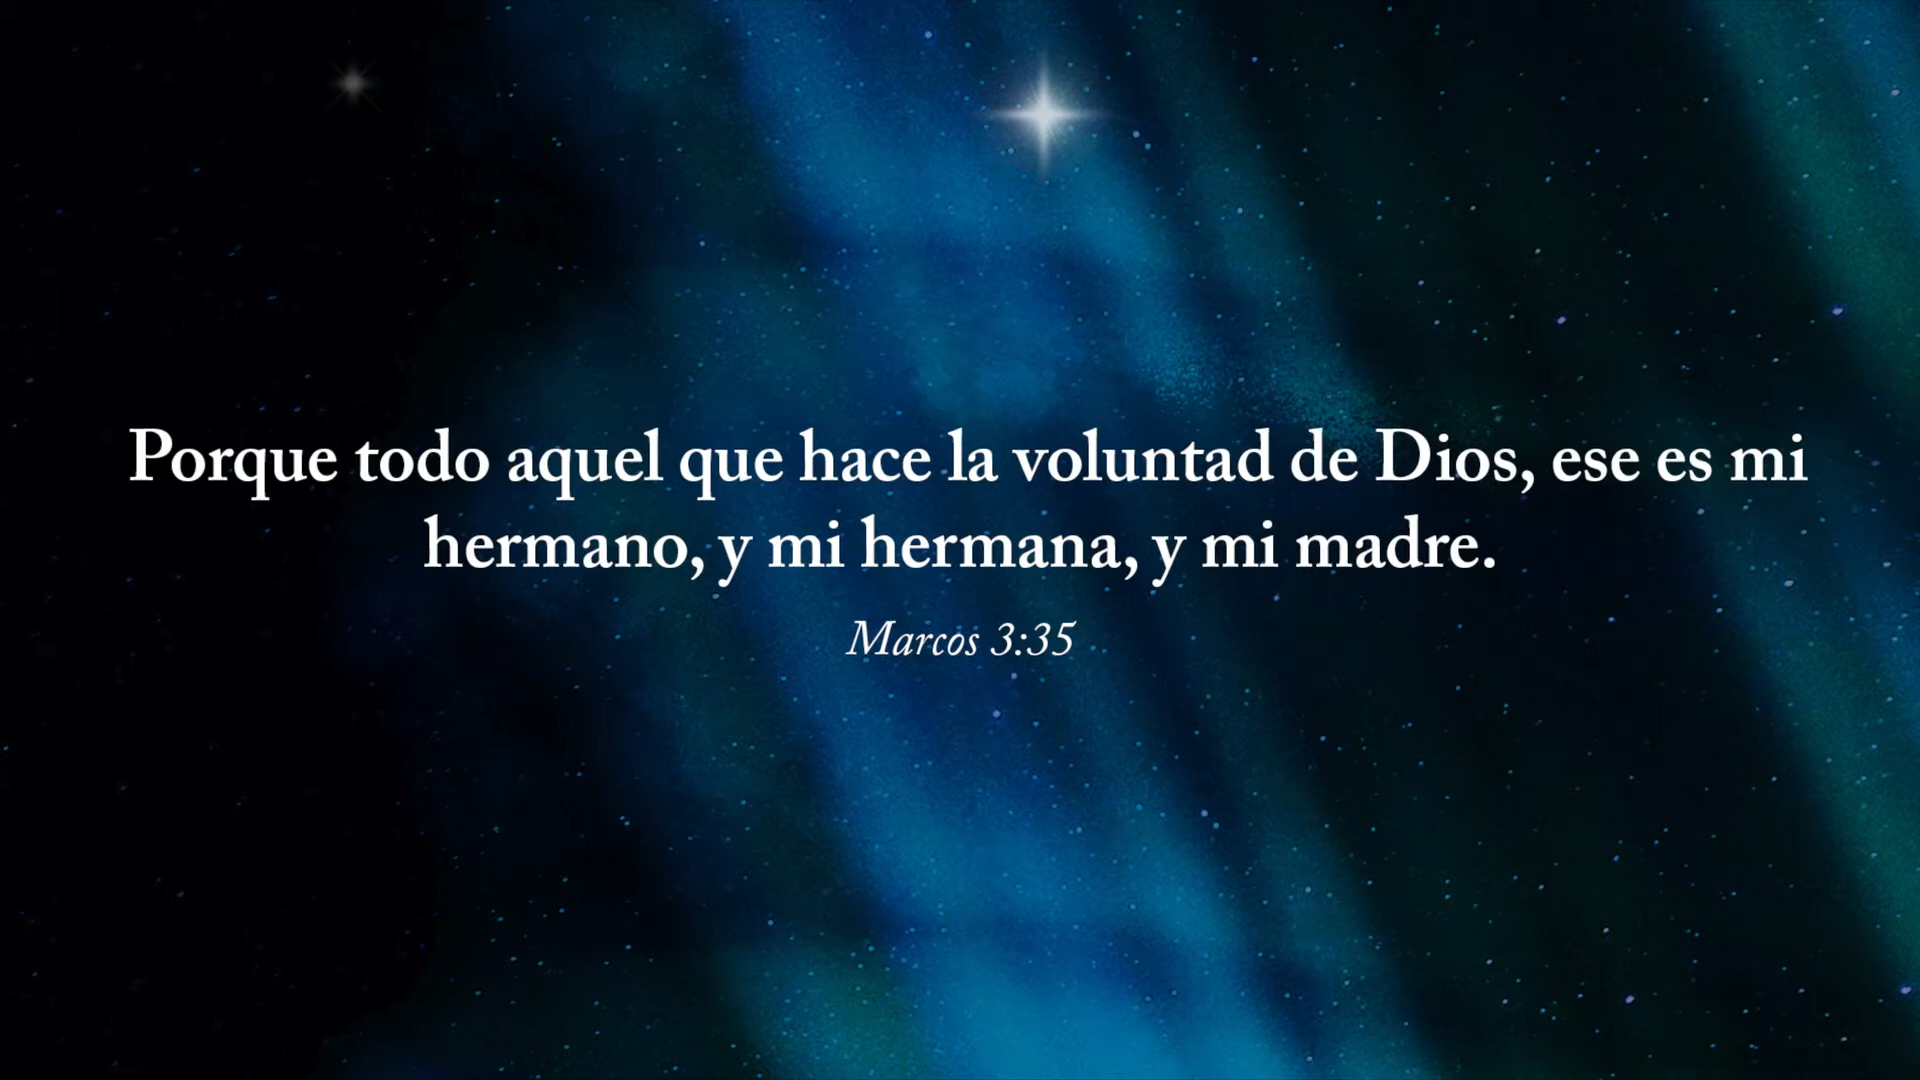 Porque todo aquel que hace la voluntad de Dios, ese es mi
hermano, y mi hermana, y mi madre.
Marcos 3:35